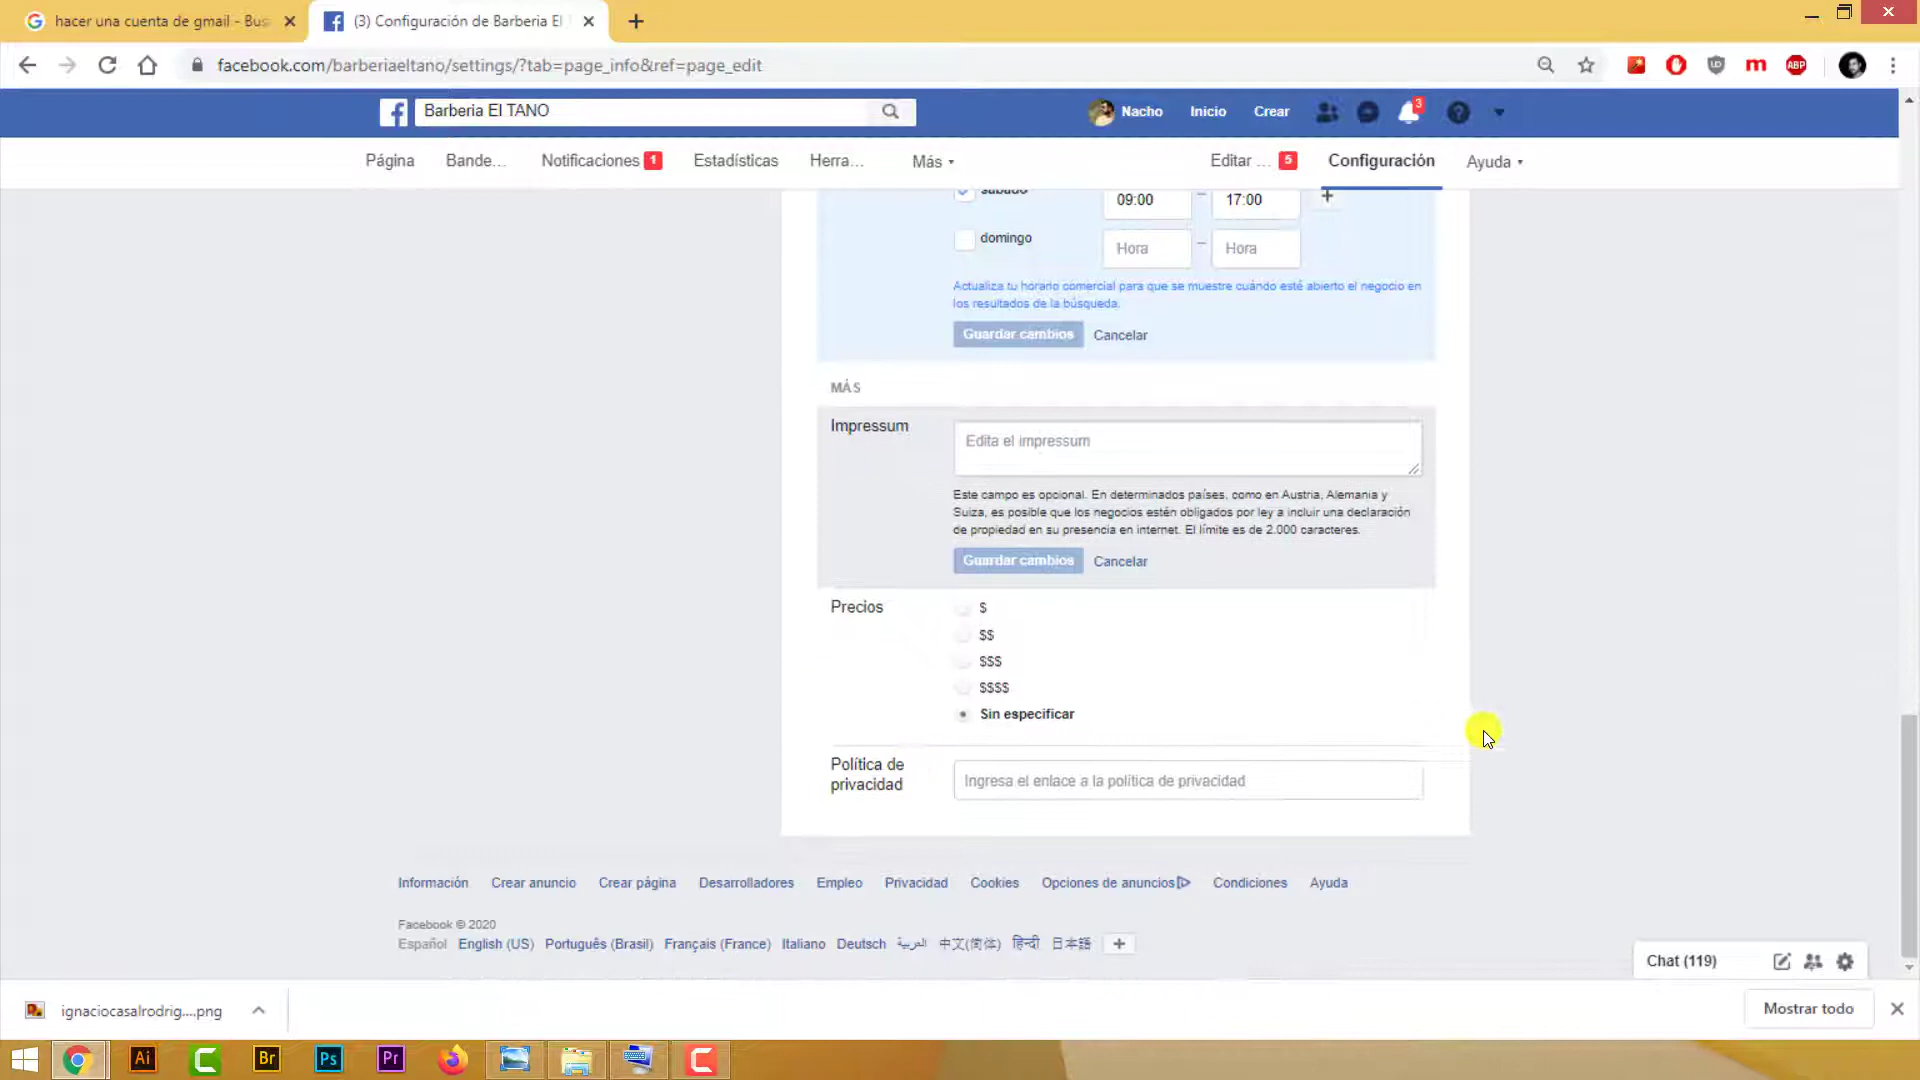 hacer una cuenta de gmail - Bus
(3) Configuración de Barberia El
facebook.com/barberiaeltano/settings/?tab=page_info&ref=page_edit
Barberia El TANO
Nacho
Inicio
Crear
3
Página
Bande...
Notificaciones 1
Estadísticas
Herra...
Más
Editar ... 5
Configuración
Ayuda
sábado
09:00
17:00
domingo
Hora
Hora
Actualiza tu horario comercial para que se muestre cuándo esté abierto el negocio en
los resultados de la búsqueda.
Guardar cambios
Cancelar
MÁS
Impressum
Edita el impressum
Este campo es opcional. En determinados países, como en Austria, Alemania y
Suiza, es posible que los negocios estén obligados por ley a incluir una declaración
de propiedad en su presencia en internet. El límite es de 2.000 caracteres.
Guardar cambios
Cancelar
Precios
$
$$
$$$
$$$$
Sin especificar
Política de
privacidad
Ingresa el enlace a la política de privacidad
Información
Crear anuncio
Crear página
Desarrolladores
Empleo
Privacidad
Cookies
Opciones de anuncios
Condiciones
Ayuda
Facebook © 2020
Español English (US) Português (Brasil) Français (France) Italiano Deutsch العربية 中文(简体) हिन्दी 日本語
Chat (119)
ignaciocasalrodrig....png
Mostrar todo
Ai
Br
Ps
Pr